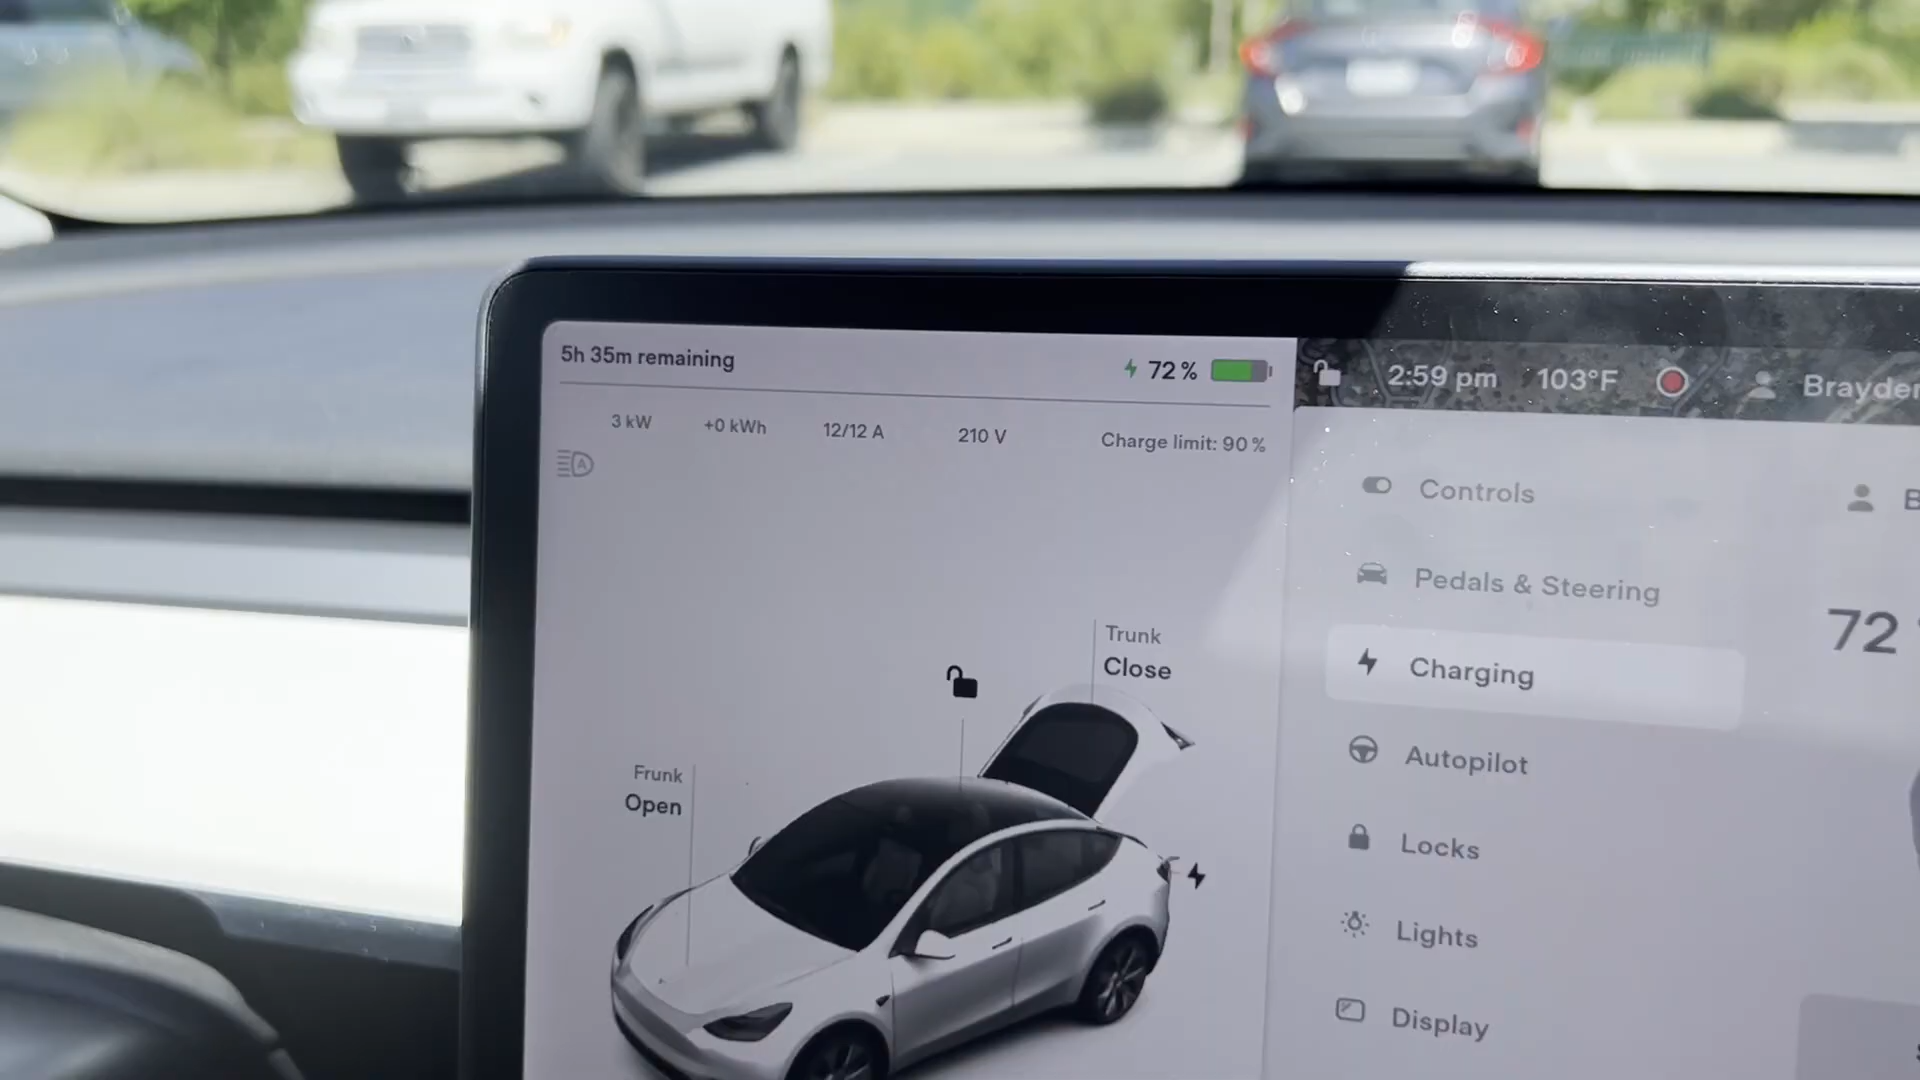 5h 35m remaining
72 %
3 kW
+0 kWh
12/12 A
210 V
Charge limit: 90 %
Trunk
Close
Frunk
Open
2:59 pm
103°F
Brayde
Controls
Pedals & Steering
Charging
Autopilot
Locks
Lights
Display
B
72